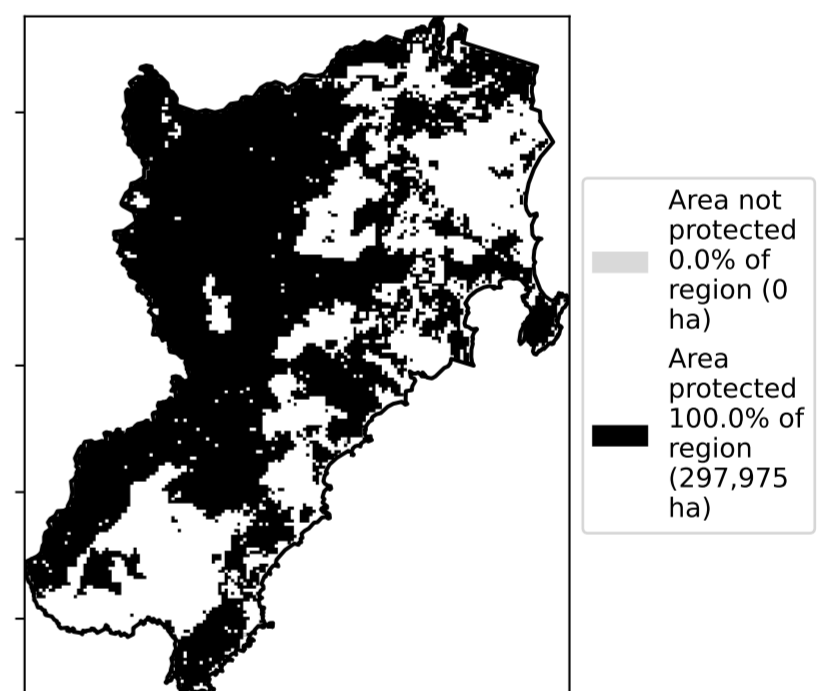 Area not
protected
0.0% of
region (0
ha)
Area
protected
100.0% of
region
(297,975
ha)